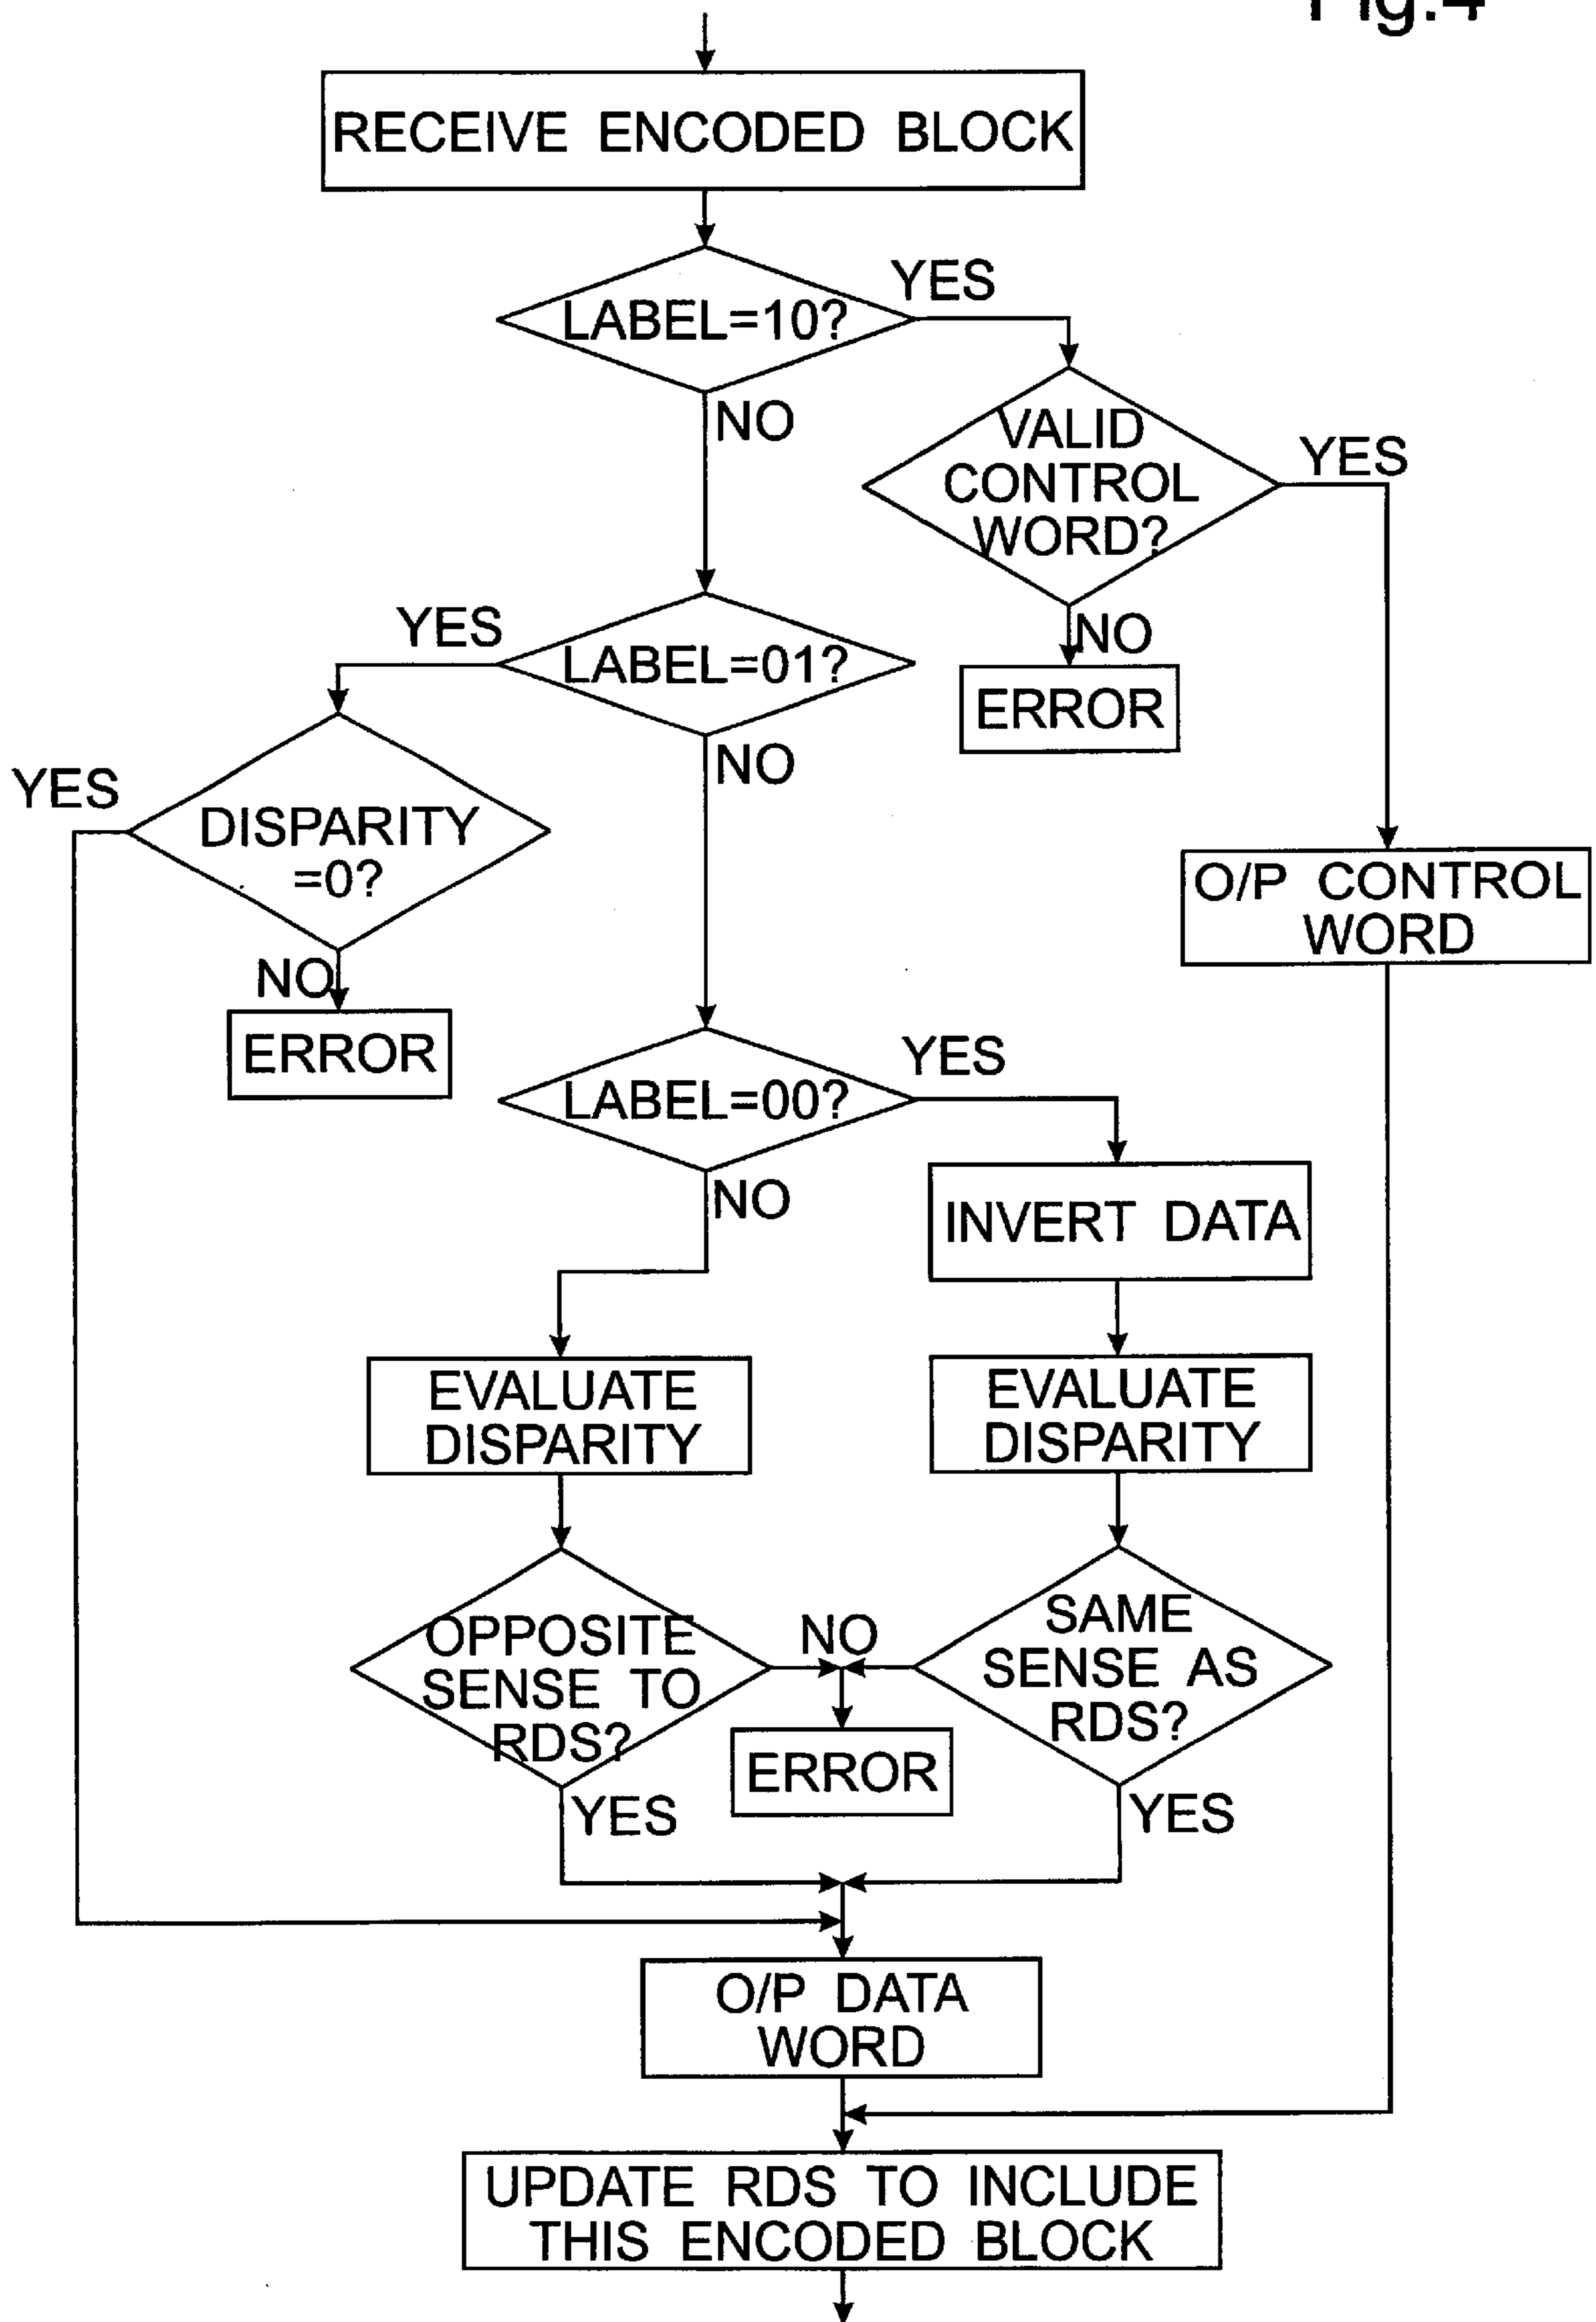 Fig.4
RECEIVE ENCODED BLOCK
LABEL=10?
YES
NO
VALID
CONTROL
WORD?
YES
NO
ERROR
LABEL=01?
YES
NO
DISPARITY
=0?
YES
NO
ERROR
O/P CONTROL
WORD
LABEL=00?
YES
NO
INVERT DATA
EVALUATE
DISPARITY
EVALUATE
DISPARITY
OPPOSITE
SENSE TO
RDS?
NO
SAME
SENSE AS
RDS?
ERROR
YES
YES
O/P DATA
WORD
UPDATE RDS TO INCLUDE
THIS ENCODED BLOCK